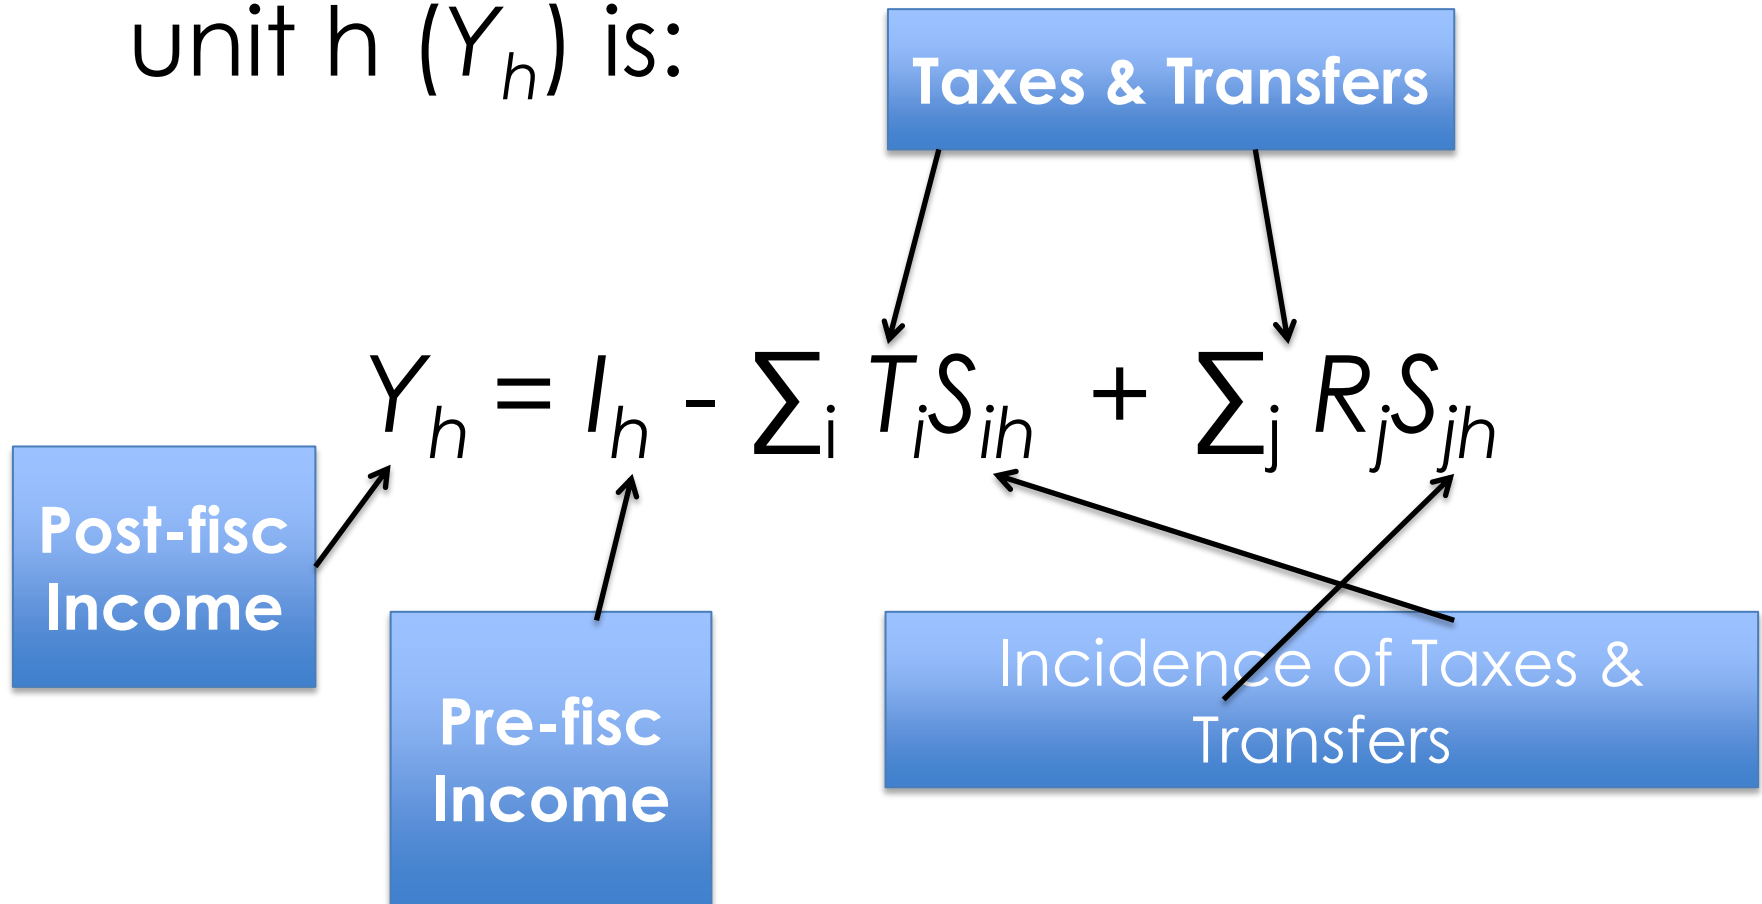 unit h (Yₕ) is:
Taxes & Transfers
Yₕ = Iₕ - ∑ᵢ TᵢSᵢₕ + ∑ⱼ RⱼSⱼₕ
Post-fisc
Income
Pre-fisc
Income
Incidence of Taxes &
Transfers